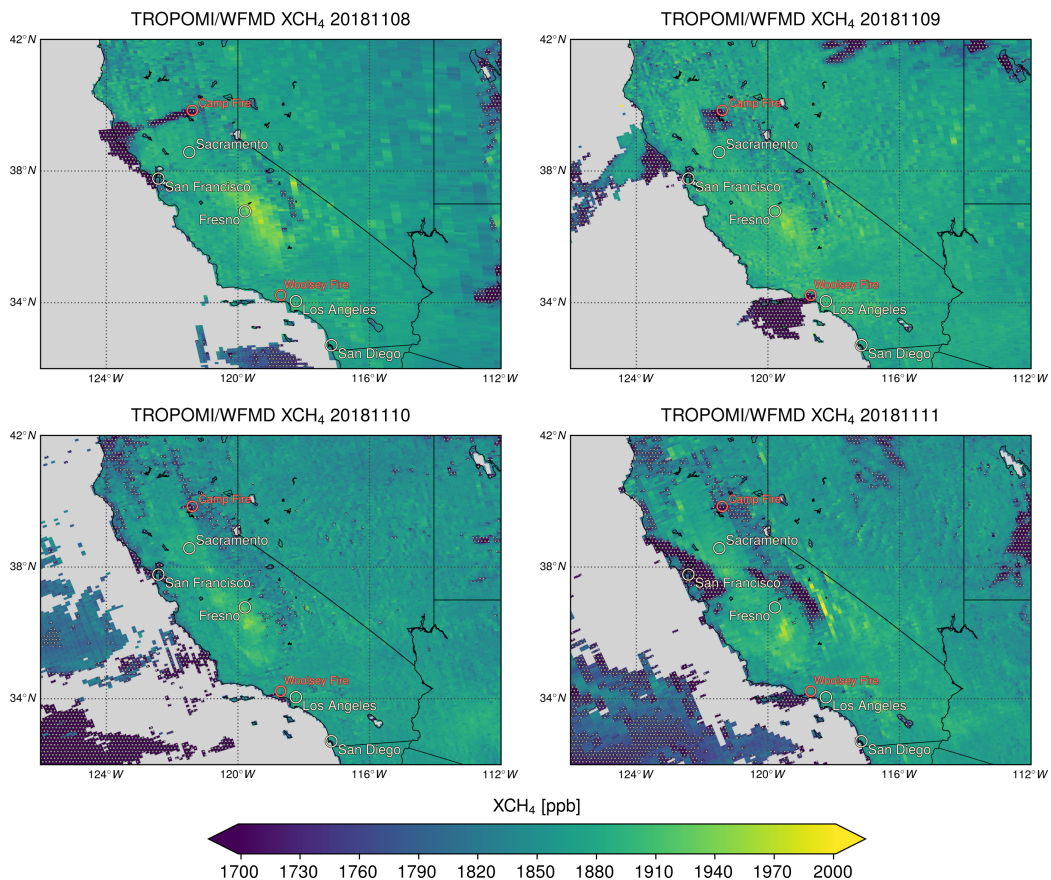 TROPOMI/WFMD XCH₄ 20181108
42°N
38°N
34°N
124°W
120°W
116°W
112°W
Camp Fire
Sacramento
San Francisco
Fresno
Woolsey Fire
Los Angeles
San Diego
TROPOMI/WFMD XCH₄ 20181109
42°N
38°N
34°N
124°W
120°W
116°W
112°W
Camp Fire
Sacramento
San Francisco
Fresno
Woolsey Fire
Los Angeles
San Diego
TROPOMI/WFMD XCH₄ 20181110
42°N
38°N
34°N
124°W
120°W
116°W
112°W
Camp Fire
Sacramento
San Francisco
Fresno
Woolsey Fire
Los Angeles
San Diego
TROPOMI/WFMD XCH₄ 20181111
42°N
38°N
34°N
124°W
120°W
116°W
112°W
Camp Fire
Sacramento
San Francisco
Fresno
Woolsey Fire
Los Angeles
San Diego
XCH₄ [ppb]
1700 1730 1760 1790 1820 1850 1880 1910 1940 1970 2000